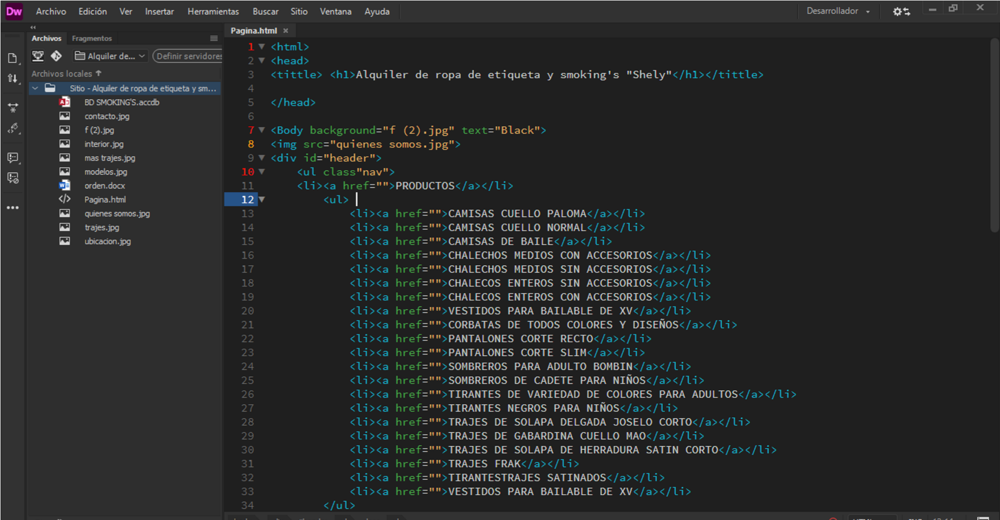 Dw Archivo Edición Ver Insertar Herramientas Buscar Sitio Ventana Ayuda Desarrollador
Archivos Fragmentos
Alquiler de... Definir servidores
Archivos locales
Sitio - Alquiler de ropa de etiqueta y sm...
BD SMOKING'S.accdb
contacto.jpg
f (2).jpg
interior.jpg
mas trajes.jpg
modelos.jpg
orden.docx
Pagina.html
quienes somos.jpg
trajes.jpg
ubicacion.jpg
Pagina.html
1 <html>
2 <head>
3 <tittle> <h1>Alquiler de ropa de etiqueta y smoking's "Shely"</h1></tittle>
4
5 </head>
6
7 <Body background="f (2).jpg" text="Black">
8 <img src="quienes somos.jpg">
9 <div id="header">
10 <ul class"nav">
11 <li><a href="">PRODUCTOS</a></li>
12 <ul>
13 <li><a href="">CAMISAS CUELLO PALOMA</a></li>
14 <li><a href="">CAMISAS CUELLO NORMAL</a></li>
15 <li><a href="">CAMISAS DE BAILE</a></li>
16 <li><a href="">CHALECHOS MEDIOS CON ACCESORIOS</a></li>
17 <li><a href="">CHALECHOS MEDIOS SIN ACCESORIOS</a></li>
18 <li><a href="">CHALECOS ENTEROS SIN ACCESORIOS</a></li>
19 <li><a href="">CHALECOS ENTEROS CON ACCESORIOS</a></li>
20 <li><a href="">VESTIDOS PARA BAILABLE DE XV</a></li>
21 <li><a href="">CORBATAS DE TODOS COLORES Y DISEÑOS</a></li>
22 <li><a href="">PANTALONES CORTE RECTO</a></li>
23 <li><a href="">PANTALONES CORTE SLIM</a></li>
24 <li><a href="">SOMBREROS PARA ADULTO BOMBIN</a></li>
25 <li><a href="">SOMBREROS DE CADETE PARA NIÑOS</a></li>
26 <li><a href="">TIRANTES DE VARIEDAD DE COLORES PARA ADULTOS</a></li>
27 <li><a href="">TIRANTES NEGROS PARA NIÑOS</a></li>
28 <li><a href="">TRAJES DE SOLAPA DELGADA JOSELO CORTO</a></li>
29 <li><a href="">TRAJES DE GABARDINA CUELLO MAO</a></li>
30 <li><a href="">TRAJES DE SOLAPA DE HERRADURA SATIN CORTO</a></li>
31 <li><a href="">TRAJES FRAK</a></li>
32 <li><a href="">TIRANTESTRAJES SATINADOS</a></li>
33 <li><a href="">VESTIDOS PARA BAILABLE DE XV</a></li>
34 </ul>